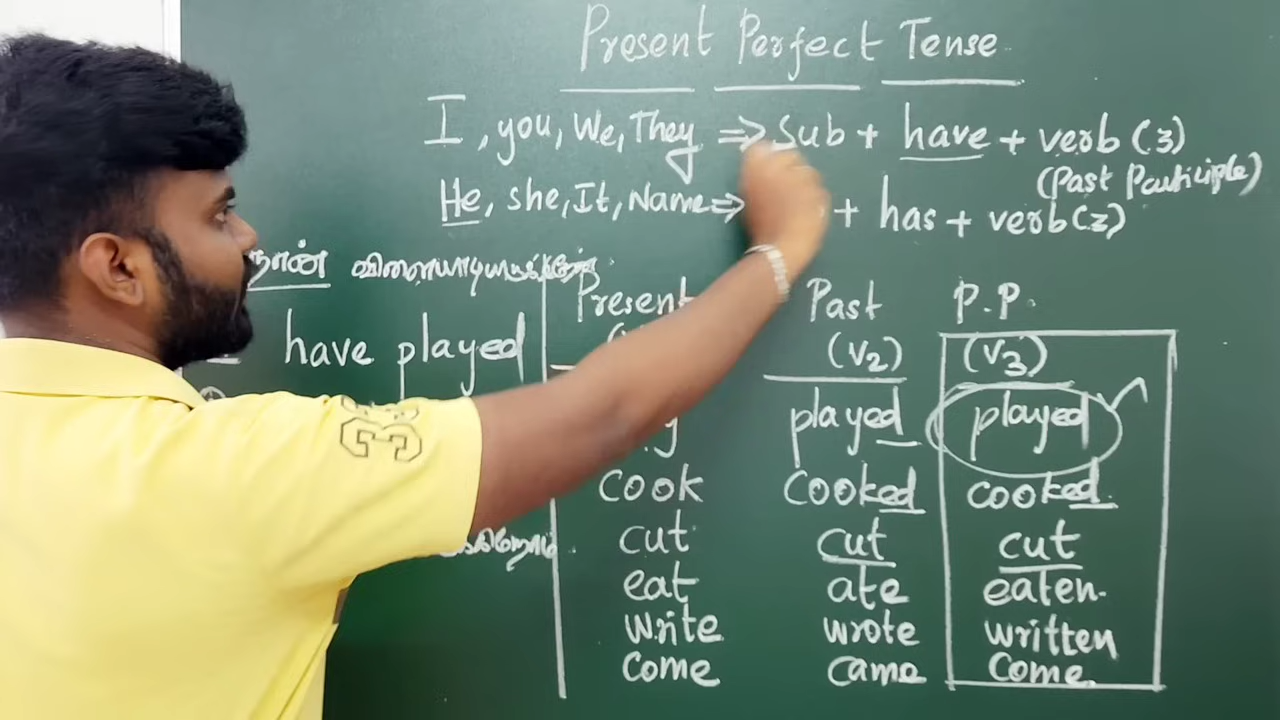 Present Perfect Tense
I, you, We, They => Sub + have + verb (3)
(Past Participle)
He, she, It, Name => + has + verb(3)
நான் விளையாடியிருக்கிறேன்.
have played
Present Past P.P.
(V2) (V3)
played played
cook cooked cooked
cut cut cut
eat ate eaten
write wrote written
come came come